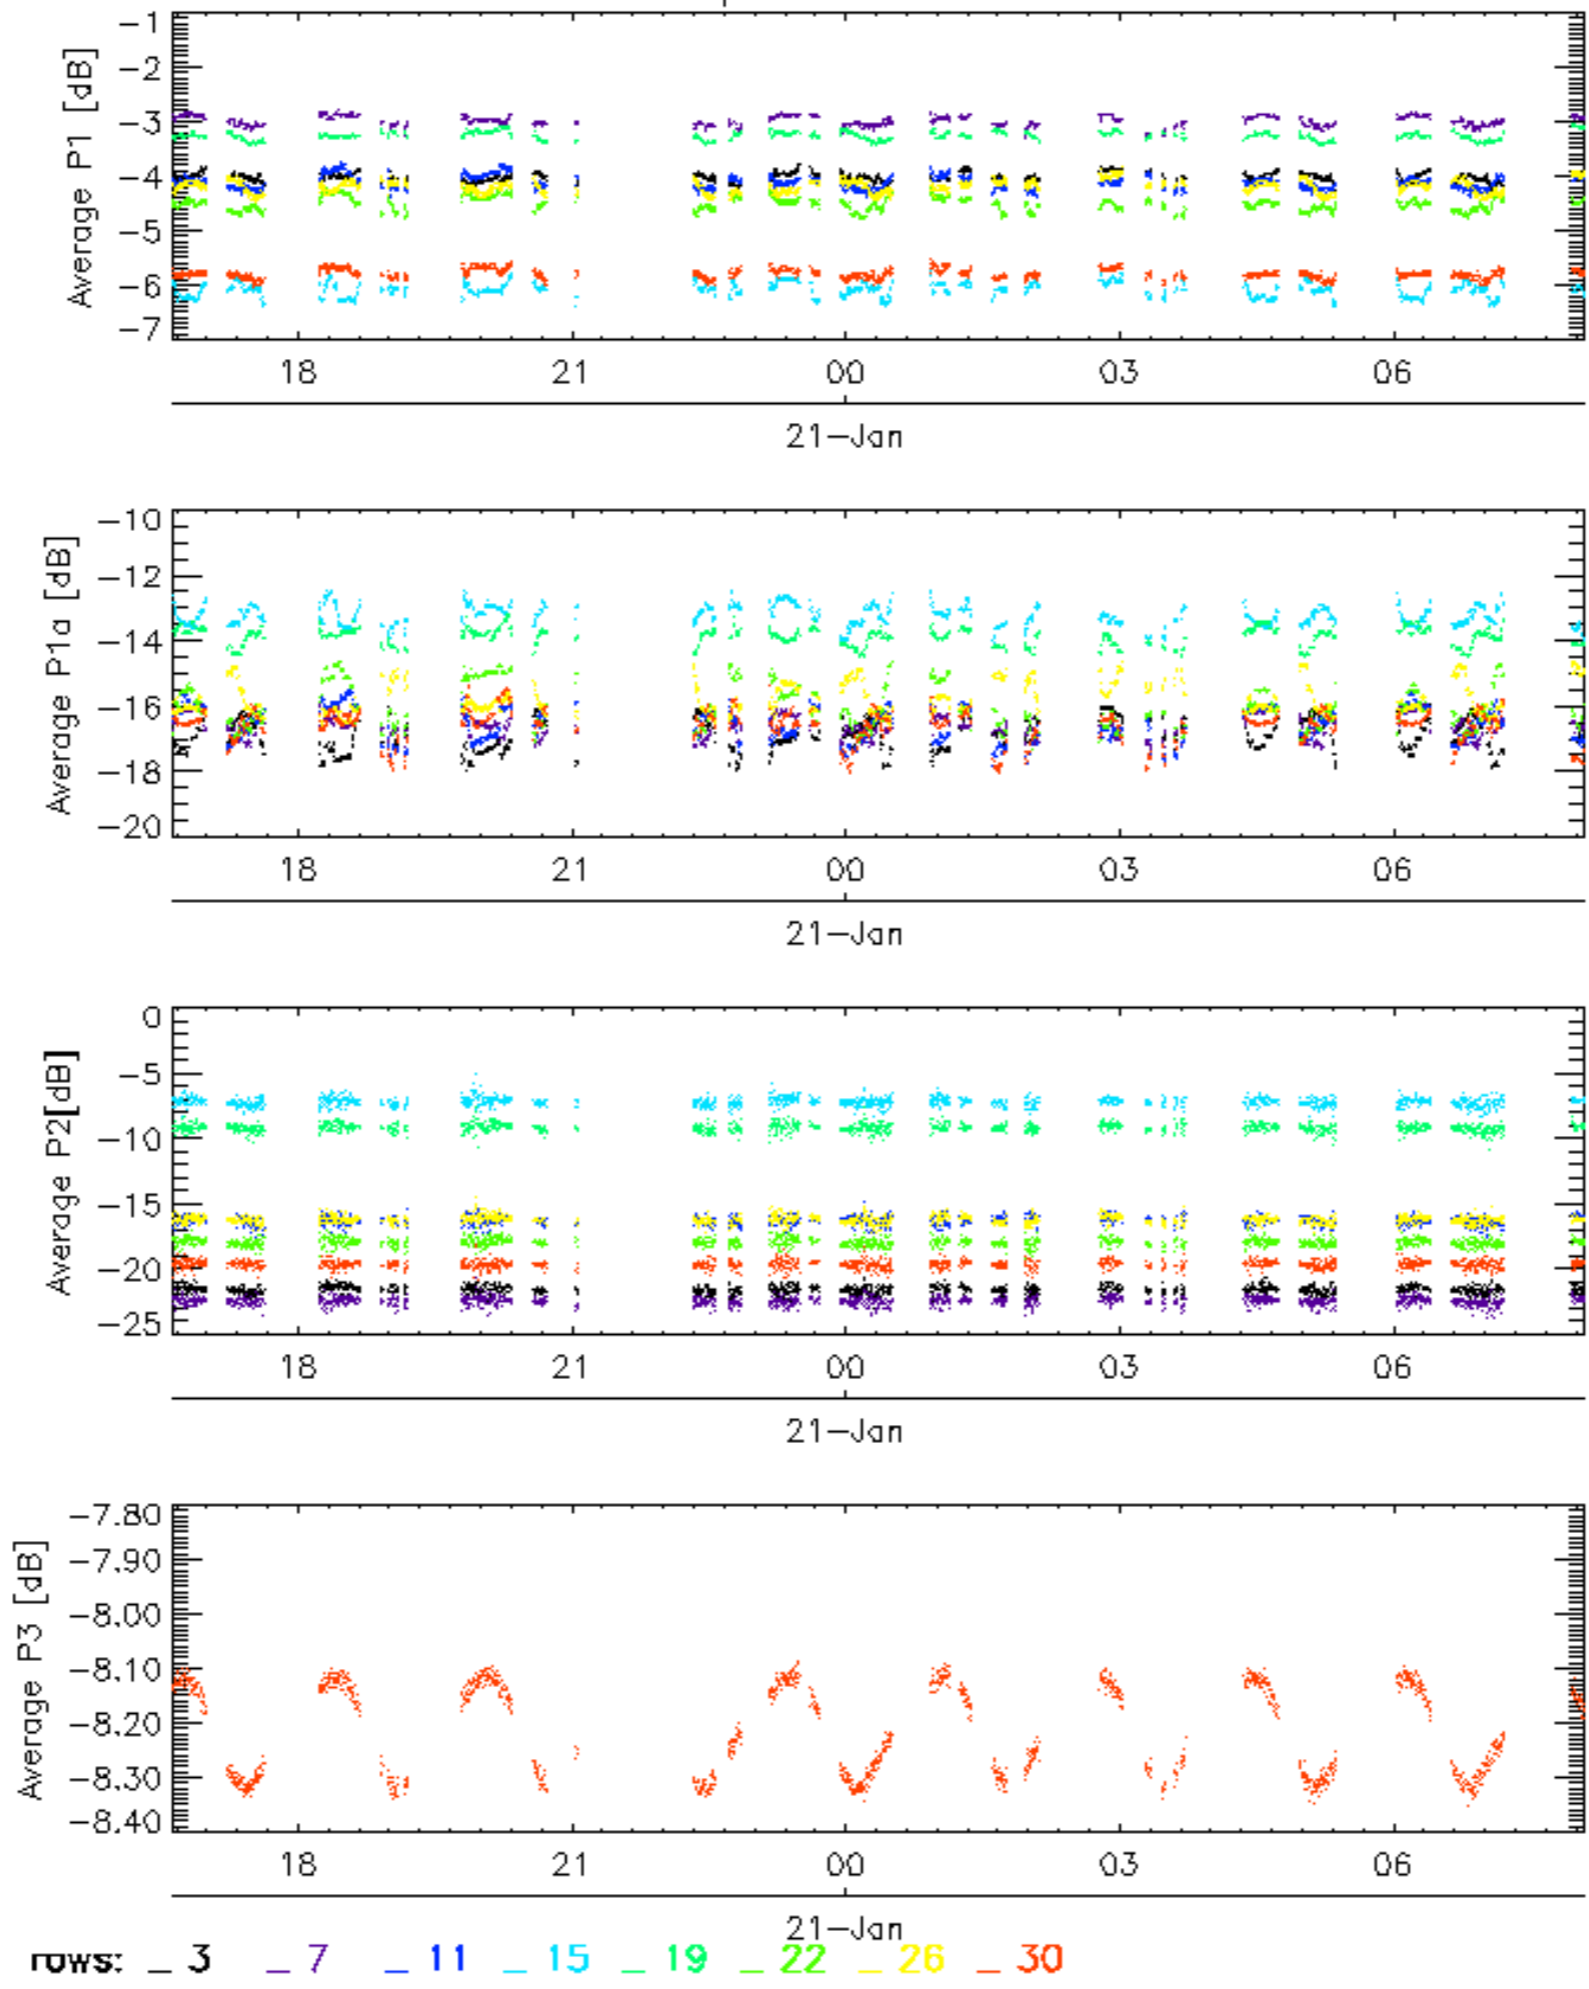 Average P1 [dB]
-1
-2
-3
-4
-5
-6
-7
18 21 00 03 06
21-Jan
Average P1a [dB]
-10
-12
-14
-16
-18
-20
18 21 00 03 06
21-Jan
Average P2[dB]
0
-5
-10
-15
-20
-25
18 21 00 03 06
21-Jan
Average P3 [dB]
-7.80
-7.90
-8.00
-8.10
-8.20
-8.30
-8.40
18 21 00 03 06
21-Jan
rows: _ 3 _ 7 _ 11 _ 15 _ 19 _ 22 _ 26 _ 30